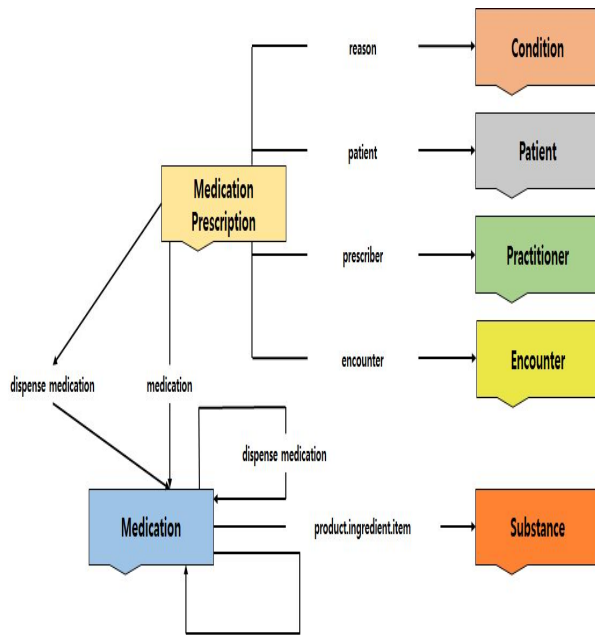 reason
Condition
patient
Patient
Medication
Prescription
prescriber
Practitioner
encounter
Encounter
dispense medication
medication
dispense medication
Medication
product.ingredient.item
Substance